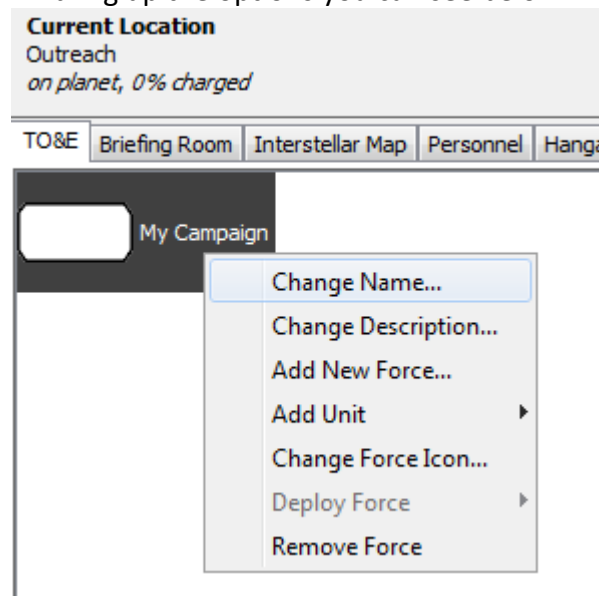 Current Location
Outreach
on planet, 0% charged
TO&E Briefing Room Interstellar Map Personnel
My Campaign
Change Name...
Change Description...
Add New Force...
Add Unit
Change Force Icon...
Deploy Force
Remove Force